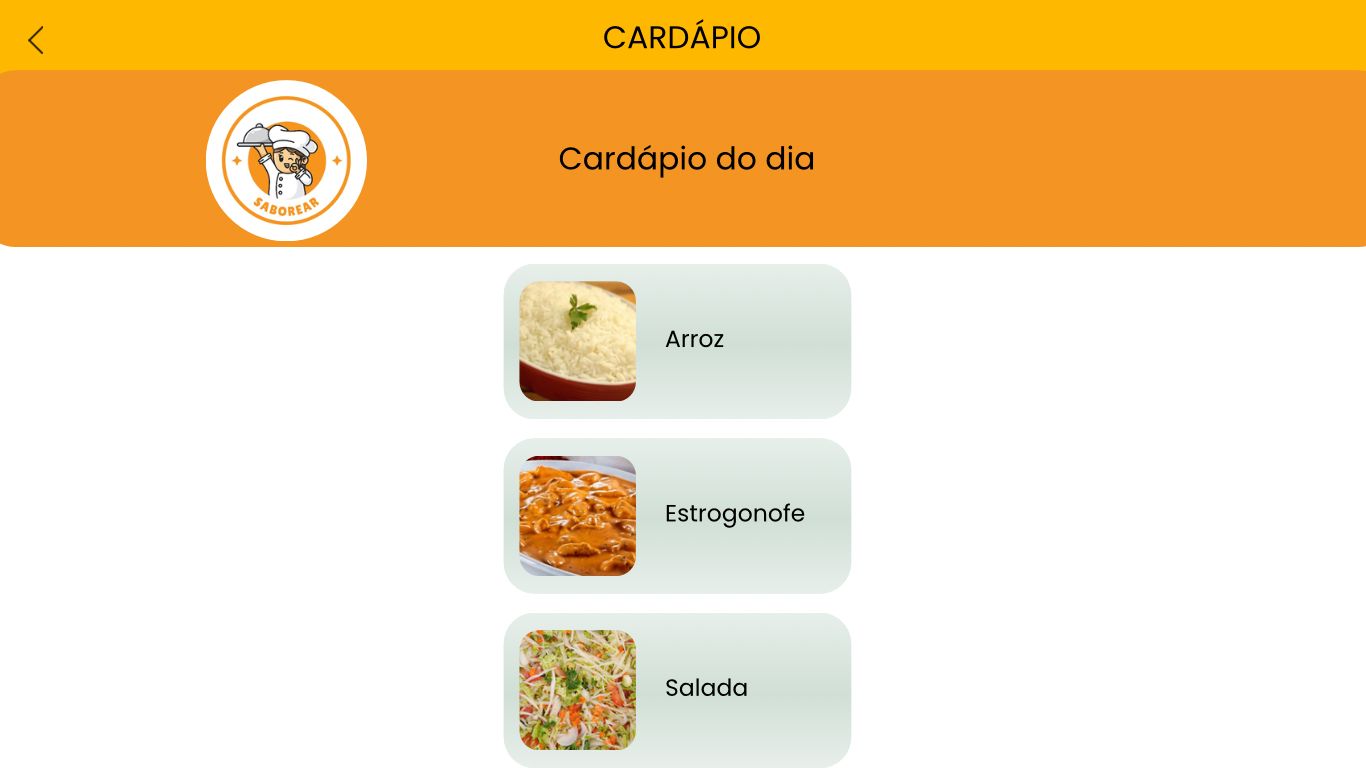 CARDÁPIO
SABOREAR
Cardápio do dia
Arroz
Estrogonofe
Salada